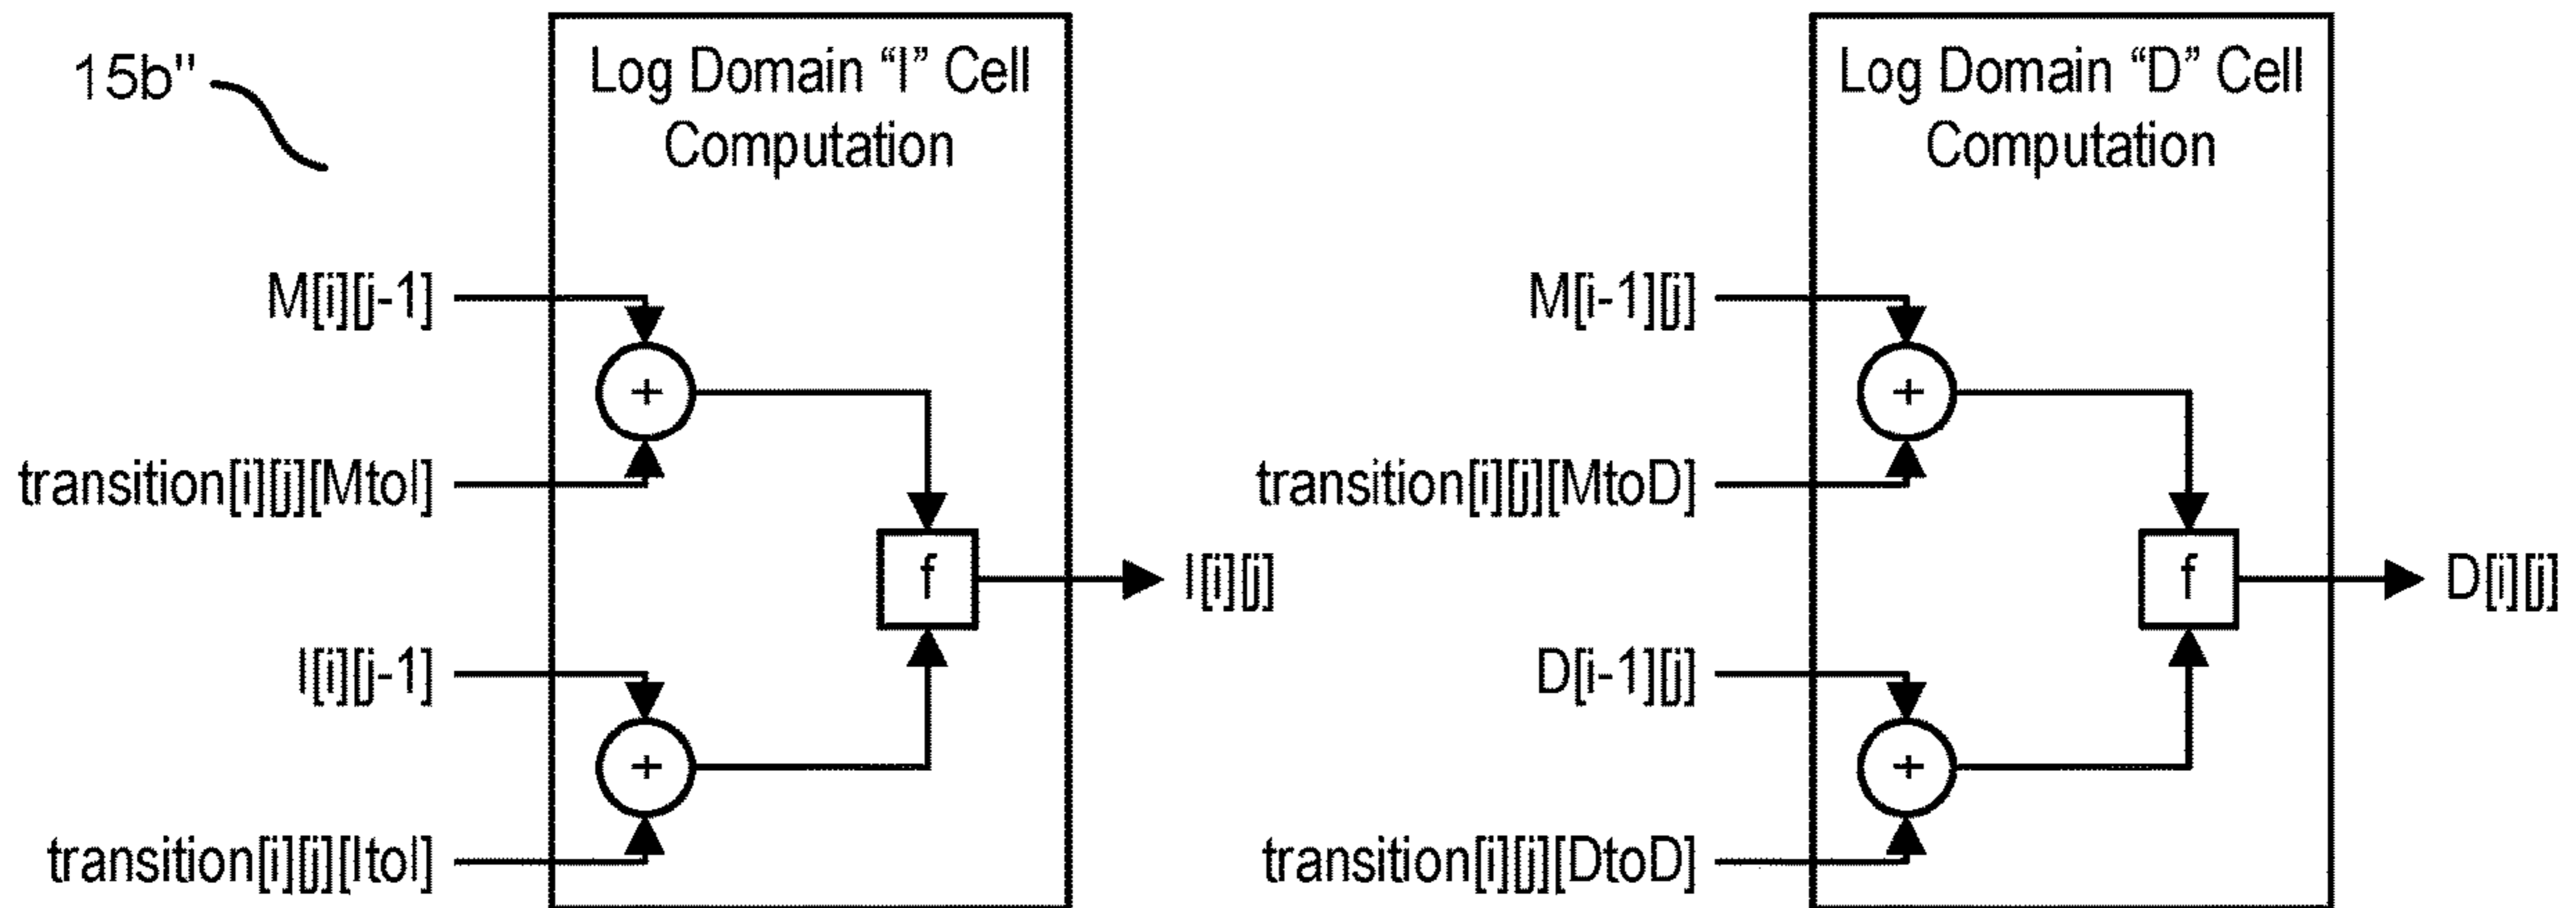 15b"
Log Domain “I” Cell
Computation
M[i][j-1]
+
transition[i][j][MtoI]
f
I[i][j]
I[i][j-1]
+
transition[i][j][ItoI]
Log Domain “D” Cell
Computation
M[i-1][j]
+
transition[i][j][MtoD]
f
D[i][j]
D[i-1][j]
+
transition[i][j][DtoD]